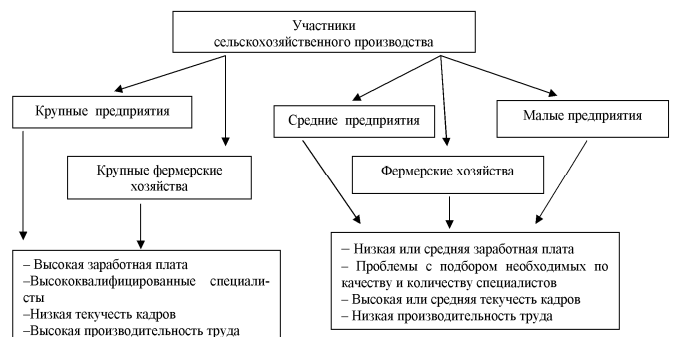 Участники
сельскохозяйственного производства
Крупные предприятия
Средние предприятия
Малые предприятия
Крупные фермерские
хозяйства
Фермерские хозяйства
– Высокая заработная плата
–Высококвалифицированные специали-
сты
–Низкая текучесть кадров
–Высокая производительность труда
– Низкая или средняя заработная плата
– Проблемы с подбором необходимых по
качеству и количеству специалистов
– Высокая или средняя текучесть кадров
– Низкая производительность труда